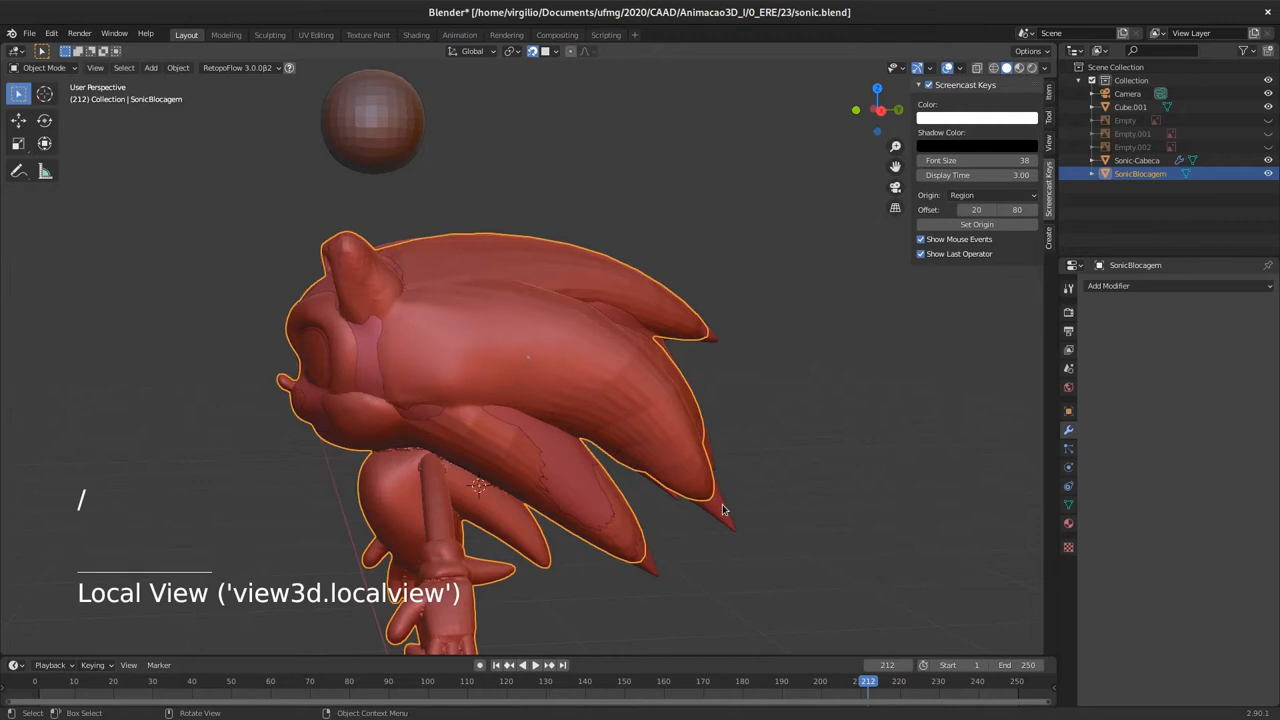 Blender* [/home/virgilio/Documents/ufmg/2020/CAAD/Animacao3D_I/0_ERE/23/sonic.blend]
File Edit Render Window Help Layout Modeling Sculpting UV Editing Texture Paint Shading Animation Rendering Compositing Scripting Scene View Layer
Global Options
Object Mode View Select Add Object RetopoFlow 3.0.0β2
User Perspective
(212) Collection | SonicBlocagem
Screencast Keys
Color:
Shadow Color:
Font Size 38
Display Time 3.00
Origin: Region
Offset: 20 80
Set Origin
Show Mouse Events
Show Last Operator
Item
Tool
View
Screencast Keys
Create
Scene Collection
Collection
Camera
Cube.001
Empty
Empty.001
Empty.002
Sonic-Cabeca
SonicBlocagem
SonicBlocagem
Add Modifier
/
Local View ('view3d.localview')
Playback Keying View Marker 212 Start 1 End 250
0 10 20 30 40 50 60 70 80 90 100 110 120 130 140 150 160 170 180 190 200 212 220 230 240 250
Select Box Select Rotate View Object Context Menu 2.90.1
X
Y
Z